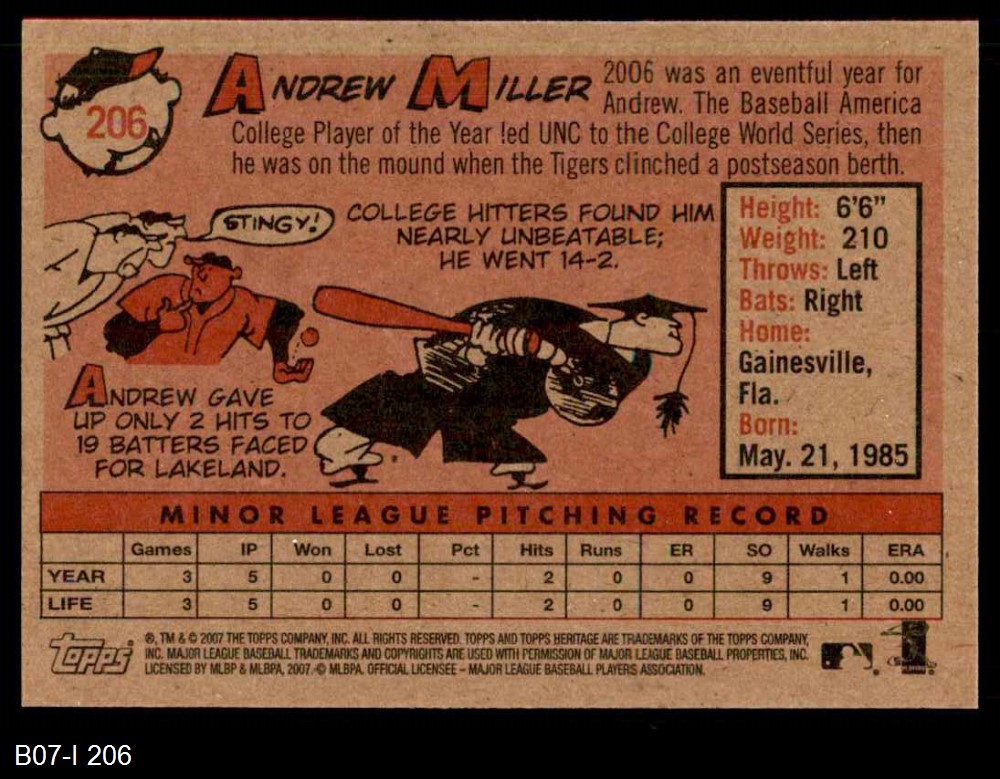 206
ANDREW MILLER
2006 was an eventful year for
Andrew. The Baseball America
College Player of the Year led UNC to the College World Series, then
he was on the mound when the Tigers clinched a postseason berth.
STINGY!
COLLEGE HITTERS FOUND HIM
NEARLY UNBEATABLE;
HE WENT 14-2.
ANDREW GAVE
UP ONLY 2 HITS TO
19 BATTERS FACED
FOR LAKELAND.
Height: 6'6"
Weight: 210
Throws: Left
Bats: Right
Home:
Gainesville,
Fla.
Born:
May. 21, 1985
MINOR LEAGUE PITCHING RECORD
Games IP Won Lost Pct Hits Runs ER SO Walks ERA
YEAR 3 5 0 0 - 2 0 0 9 1 0.00
LIFE 3 5 0 0 - 2 0 0 9 1 0.00
Topps
®, TM & © 2007 THE TOPPS COMPANY, INC. ALL RIGHTS RESERVED. TOPPS AND TOPPS HERITAGE ARE TRADEMARKS OF THE TOPPS COMPANY,
INC. MAJOR LEAGUE BASEBALL TRADEMARKS AND COPYRIGHTS ARE USED WITH PERMISSION OF MAJOR LEAGUE BASEBALL PROPERTIES, INC.
LICENSED BY MLBP & MLBPA, 2007. © MLBPA. OFFICIAL LICENSEE – MAJOR LEAGUE BASEBALL PLAYERS ASSOCIATION.
B07-I 206